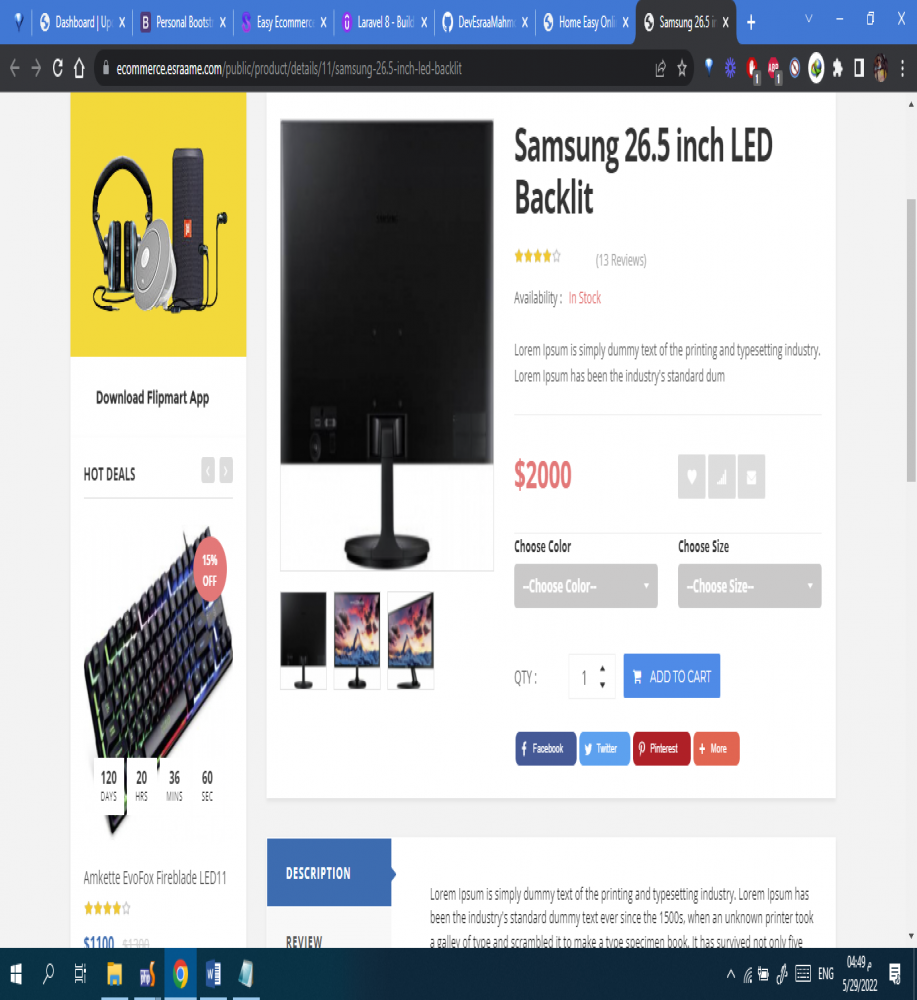 Dashboard | Up
Personal Bootst
Easy Ecommerc
Laravel 8 - Build
DevEsraaMahm
Home Easy Onli
Samsung 26.5 i
ecommerce.esraame.com/public/product/details/11/samsung-26.5-inch-led-backlit
1
ABP
1
JBL
Download Flipmart App
HOT DEALS
15%
OFF
120
DAYS
20
HRS
36
MINS
60
SEC
Amkette EvoFox Fireblade LED11
$1100 $1300
Samsung 26.5 inch LED
Backlit
(13 Reviews)
Availability : In Stock
Lorem Ipsum is simply dummy text of the printing and typesetting industry.
Lorem Ipsum has been the industry's standard dum
$2000
Choose Color
Choose Size
--Choose Color--
--Choose Size--
QTY :
1
ADD TO CART
Facebook
Twitter
Pinterest
More
DESCRIPTION
REVIEW
Lorem Ipsum is simply dummy text of the printing and typesetting industry. Lorem Ipsum has
been the industry's standard dummy text ever since the 1500s, when an unknown printer took
a galley of type and scrambled it to make a type specimen book. It has survived not only five
ENG
04:49 م
5/29/2022